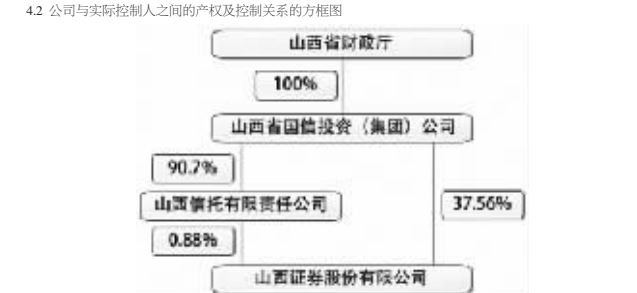 4.2 公司与实际控制人之间的产权及控制关系的方框图
山西省财政厅
100%
山西省国信投资（集团）公司
90.7%
山西信托有限责任公司
37.56%
0.88%
山西证券股份有限公司